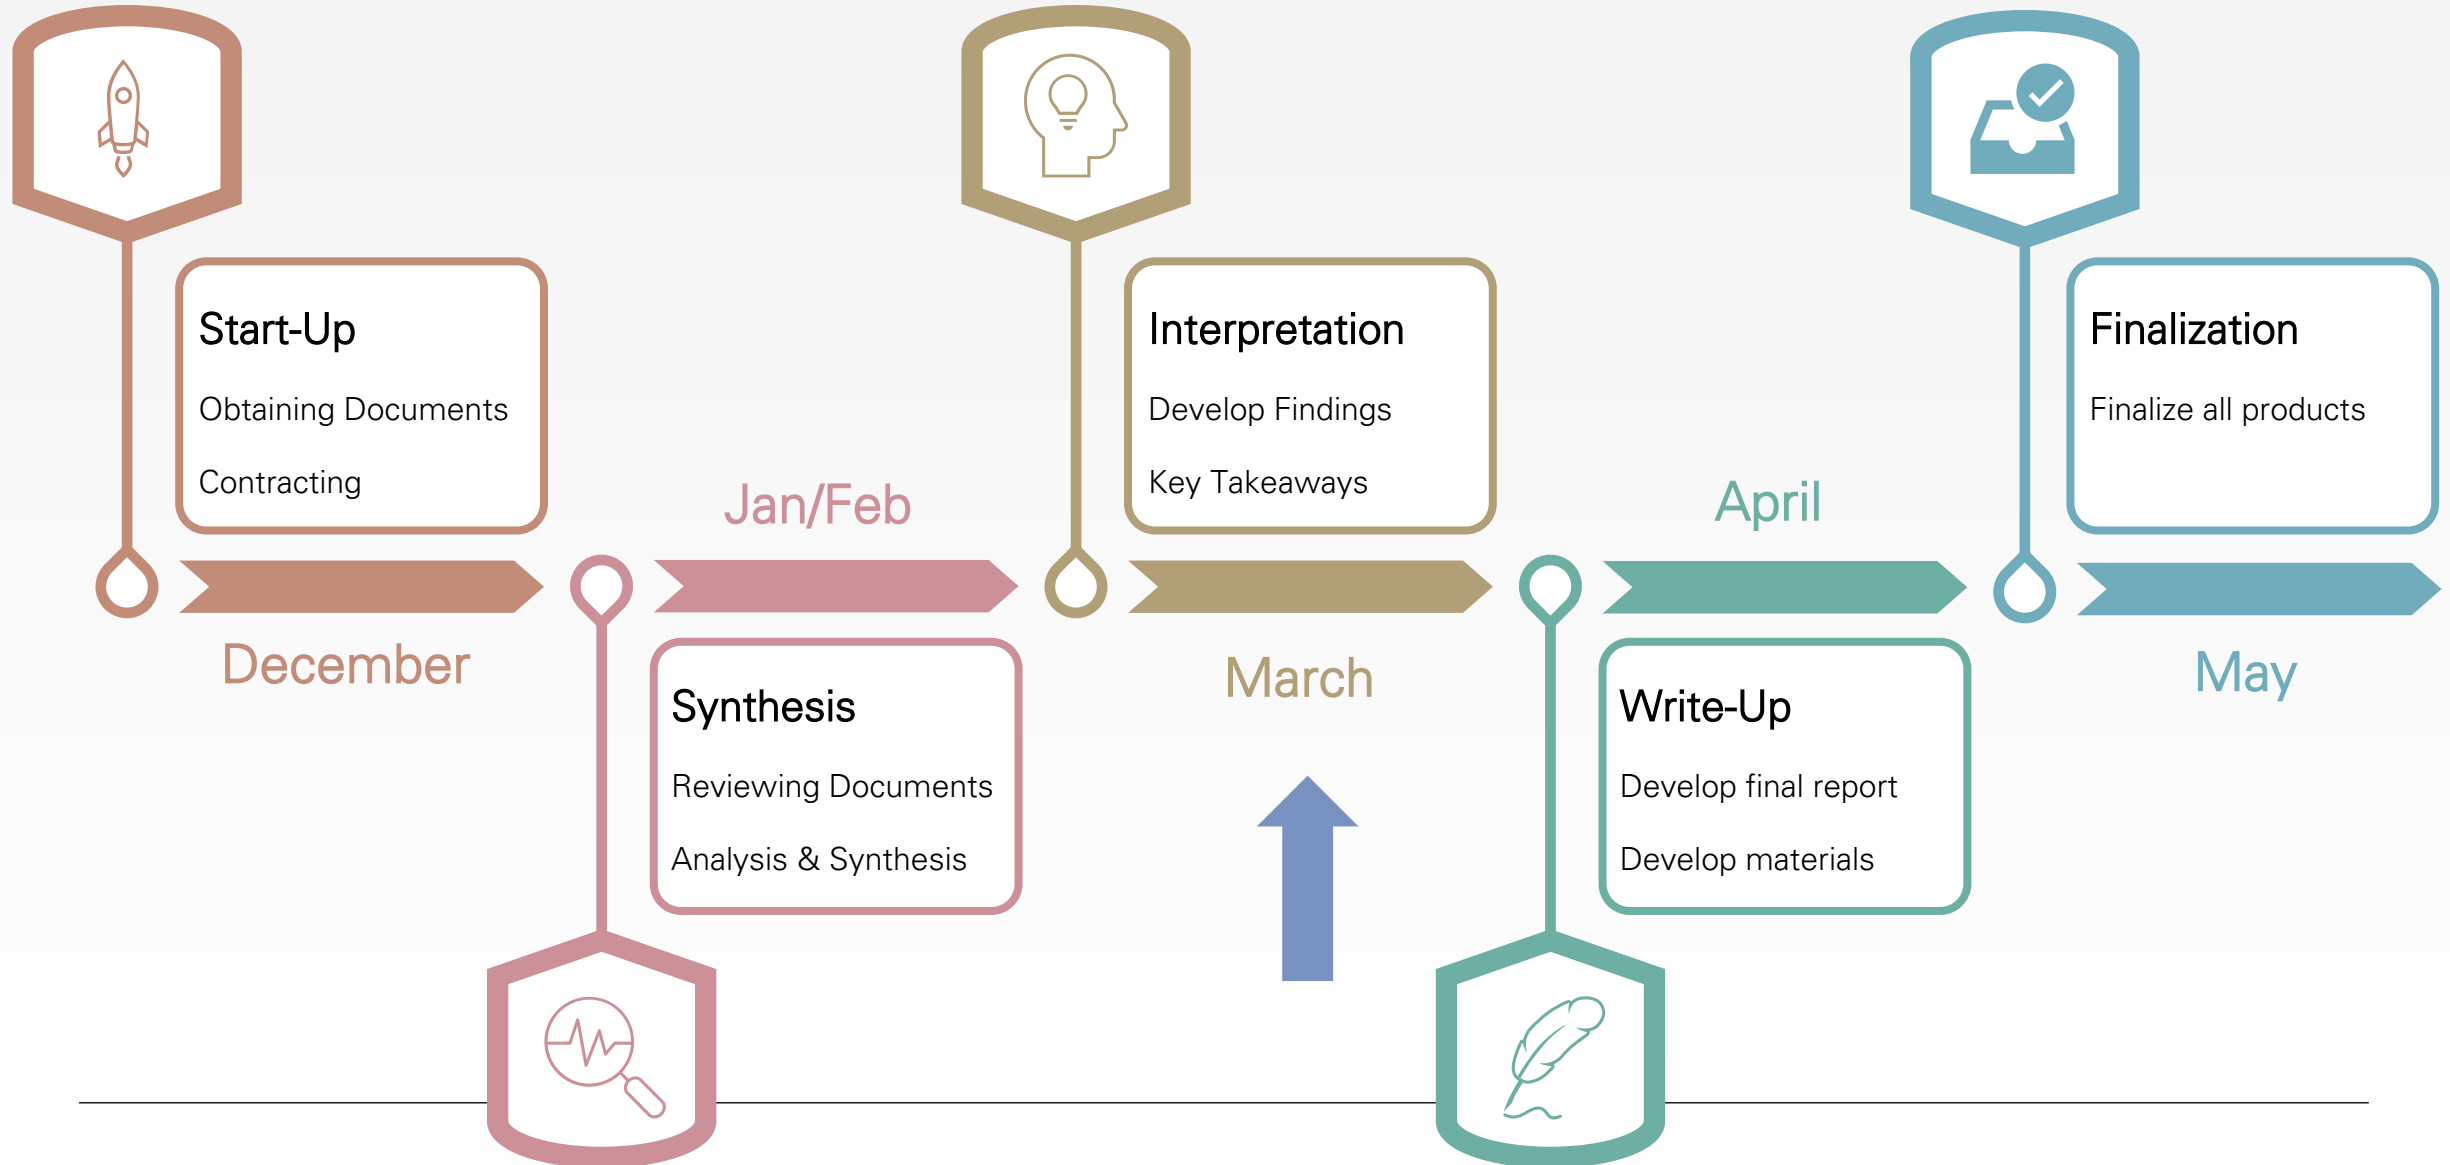 Start-Up
Obtaining Documents
Contracting
December
Jan/Feb
Synthesis
Reviewing Documents
Analysis & Synthesis
Interpretation
Develop Findings
Key Takeaways
March
April
Write-Up
Develop final report
Develop materials
Finalization
Finalize all products
May